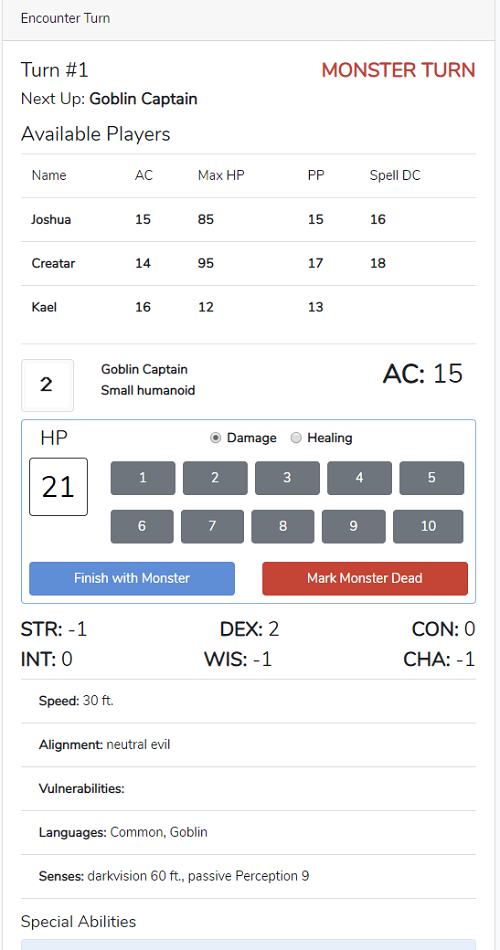 Encounter Turn
Turn #1 MONSTER TURN
Next Up: Goblin Captain
Available Players
Name AC Max HP PP Spell DC
Joshua 15 85 15 16
Creatar 14 95 17 18
Kael 16 12 13
2 Goblin Captain AC: 15
Small humanoid
HP Damage Healing
21 1 2 3 4 5
6 7 8 9 10
Finish with Monster Mark Monster Dead
STR: -1 DEX: 2 CON: 0
INT: 0 WIS: -1 CHA: -1
Speed: 30 ft.
Alignment: neutral evil
Vulnerabilities:
Languages: Common, Goblin
Senses: darkvision 60 ft., passive Perception 9
Special Abilities